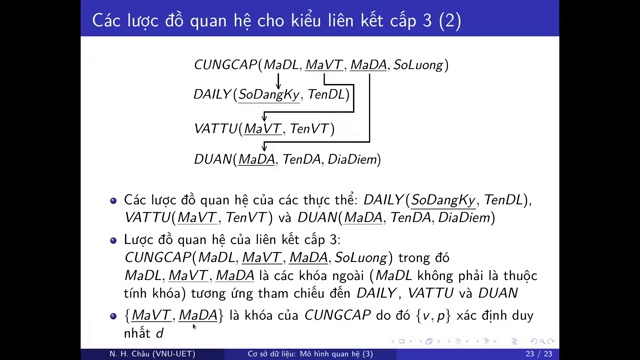 Các lược đồ quan hệ cho kiểu liên kết cấp 3 (2)
CUNGCAP(MaDL, MaVT, MaDA, SoLuong)
DAILY(SoDangKy, TenDL)
VATTU(MaVT, TenVT)
DUAN(MaDA, TenDA, DiaDiem)
Các lược đồ quan hệ của các thực thể: DAILY(SoDangKy, TenDL),
VATTU(MaVT, TenVT) và DUAN(MaDA, TenDA, DiaDiem)
Lược đồ quan hệ của liên kết cấp 3:
CUNGCAP(MaDL, MaVT, MaDA, SoLuong) trong đó
MaDL, MaVT, MaDA là các khóa ngoài (MaDL không phải là thuộc
tính khóa) tương ứng tham chiếu đến DAILY, VATTU và DUAN
{MaVT, MaDA} là khóa của CUNGCAP do đó {v, p} xác định duy
nhất d
N. H. Châu (VNU-UET) Cơ sở dữ liệu: Mô hình quan hệ (3) 23 / 23